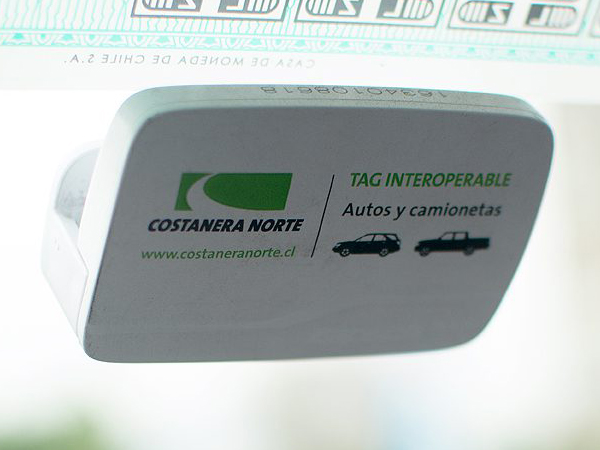 CASA DE MONEDA DE CHILE S.A.
COSTANERA NORTE
www.costaneranorte.cl
TAG INTEROPERABLE
Autos y camionetas